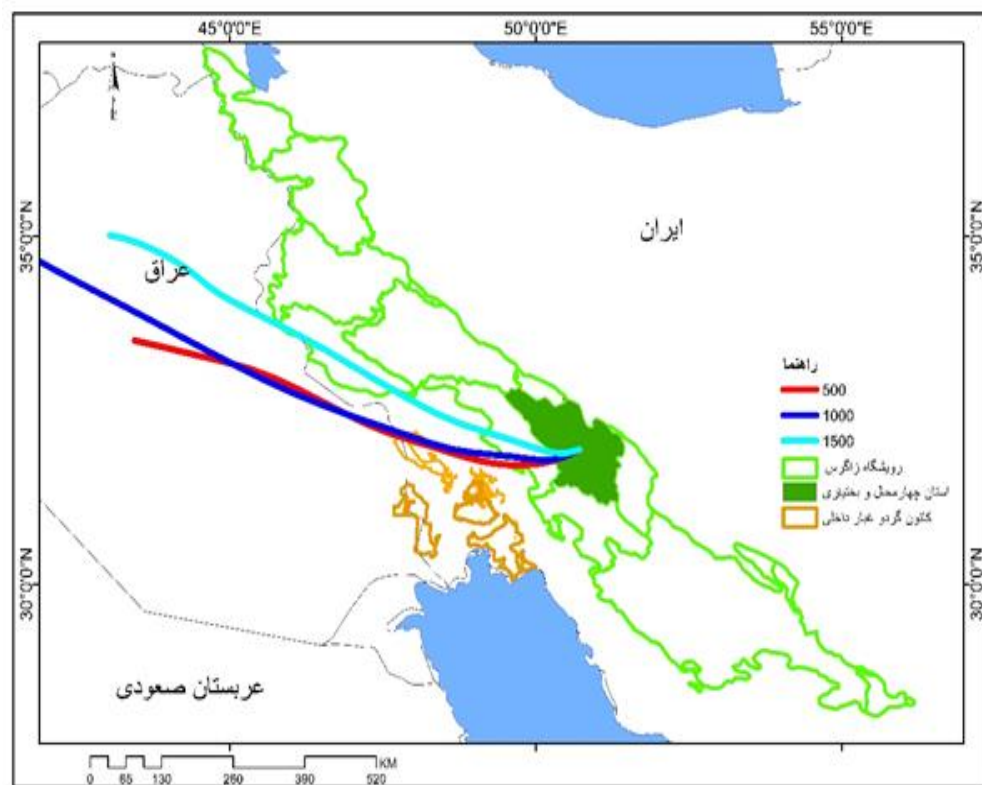 45°0'0"E 50°0'0"E 55°0'0"E
35°0'0"N
35°0'0"N
ایران
عراق
راهنما
500
1000
1500
رویشگاه زاگرس
استان چهارمحال و بختیاری
کانون گردو غبار داخلی
30°0'0"N
30°0'0"N
عربستان صعودی
KM
0 65 130 260 390 520